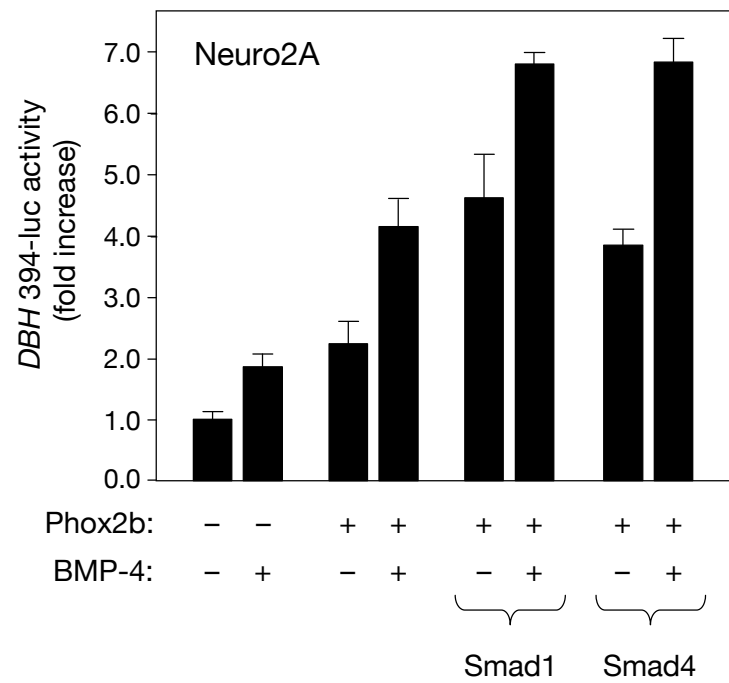 Neuro2A
DBH 394-luc activity
(fold increase)
7.0
6.0
5.0
4.0
3.0
2.0
1.0
0.0
Phox2b: – – + + + + + +
BMP-4: – + – + – + – +
Smad1 Smad4